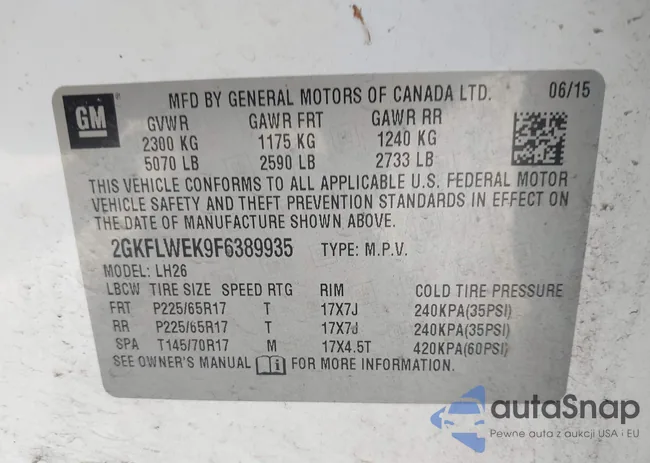 GM
MFD BY GENERAL MOTORS OF CANADA LTD. 06/15
GVWR GAWR FRT GAWR RR
2300 KG 1175 KG 1240 KG
5070 LB 2590 LB 2733 LB
THIS VEHICLE CONFORMS TO ALL APPLICABLE U.S. FEDERAL MOTOR
VEHICLE SAFETY AND THEFT PREVENTION STANDARDS IN EFFECT ON
THE DATE OF MANUFACTURE SHOWN ABOVE.
2GKFLWEK9F6389935 TYPE: M.P.V.
MODEL: LH26
LBCW TIRE SIZE SPEED RTG RIM COLD TIRE PRESSURE
FRT P225/65R17 T 17X7J 240KPA(35PSI)
RR P225/65R17 T 17X7J 240KPA(35PSI)
SPA T145/70R17 M 17X4.5T 420KPA(60PSI)
SEE OWNER'S MANUAL FOR MORE INFORMATION.
autaSnap
Pewne auta z aukcji USA i EU